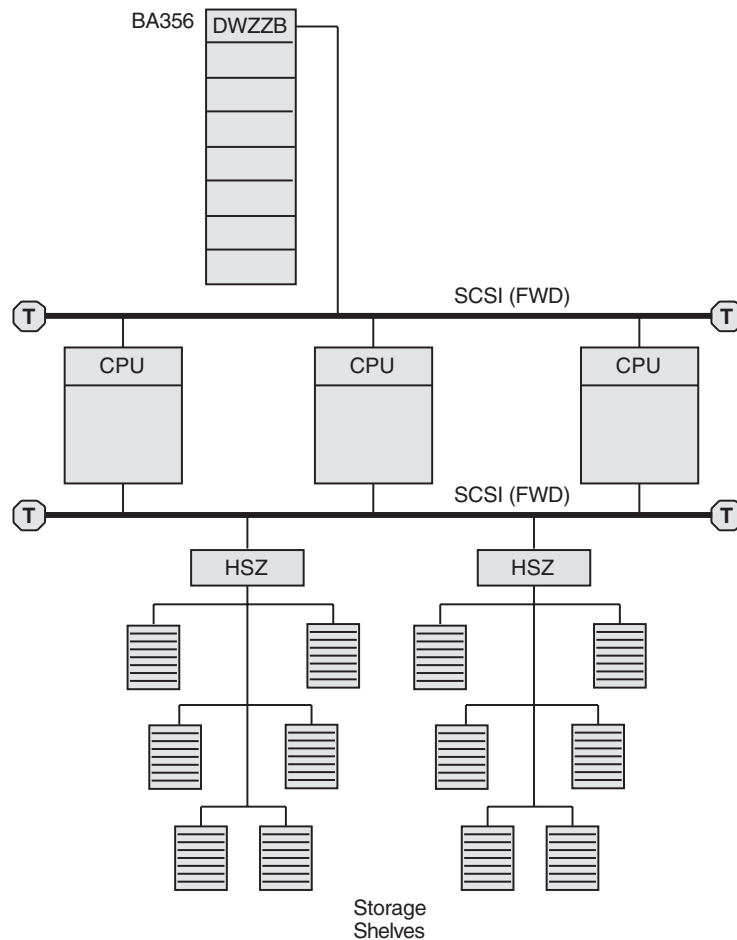 BA356
DWZZB
SCSI (FWD)
T
T
CPU
CPU
CPU
SCSI (FWD)
T
T
HSZ
HSZ
Storage
Shelves